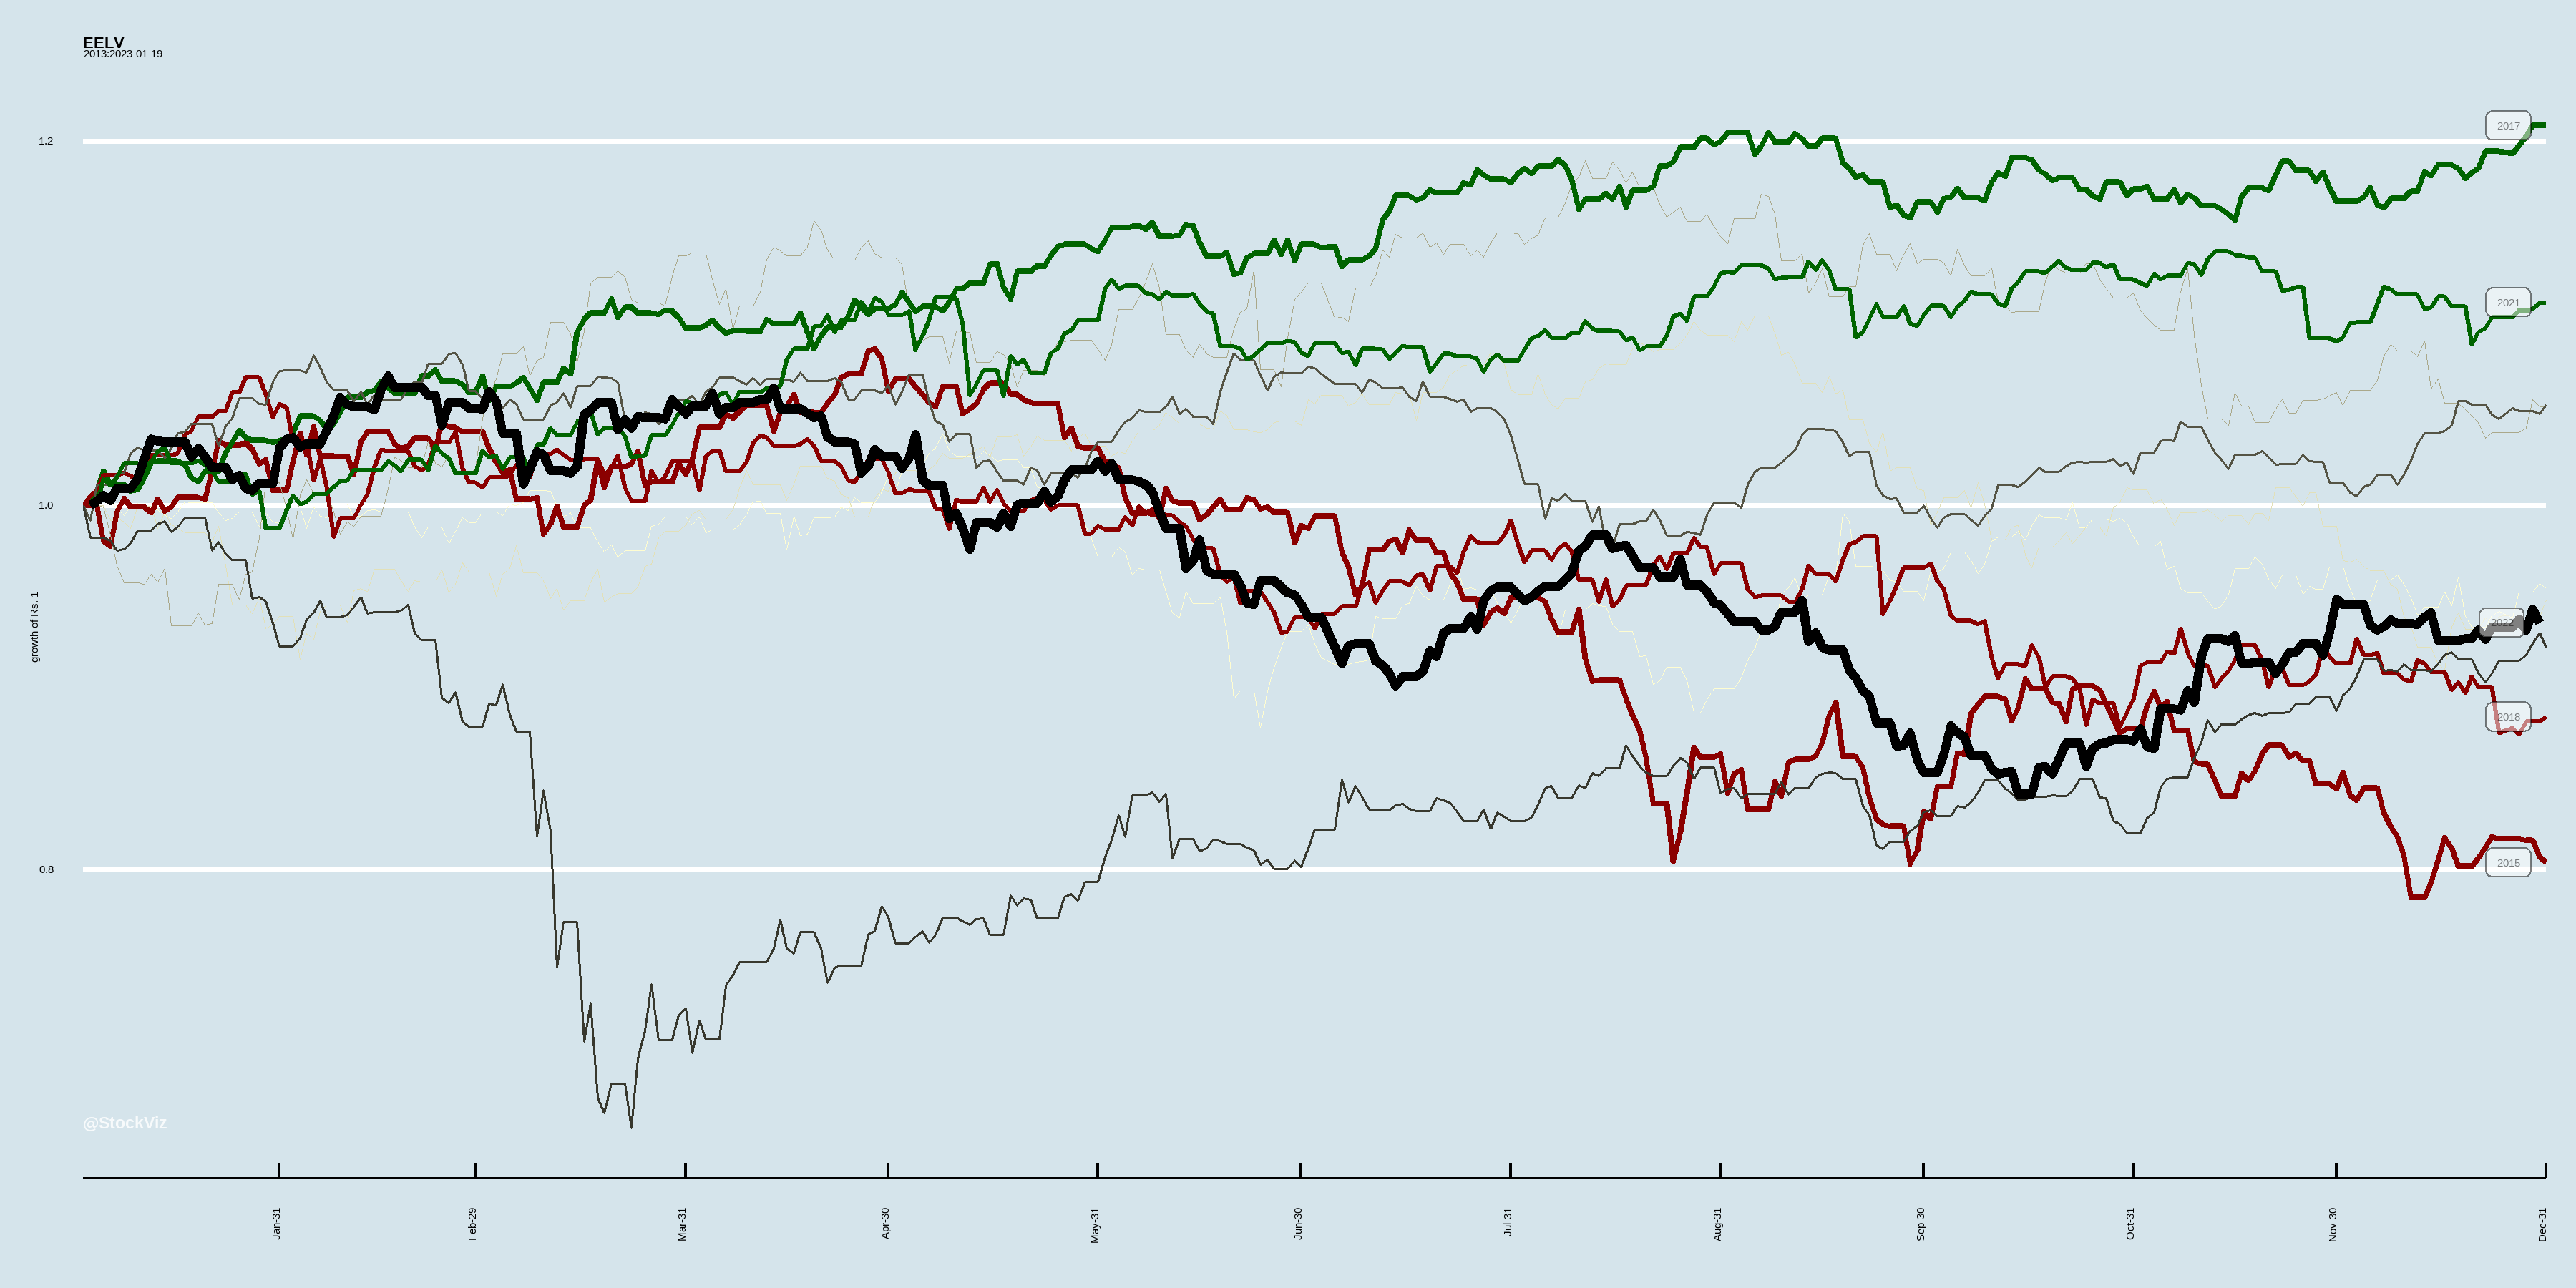 EELV
2013:2023-01-19
1.2
1.0
0.8
growth of Rs. 1
2017
2021
2022
2018
2015
@StockViz
Jan-31
Feb-29
Mar-31
Apr-30
May-31
Jun-30
Jul-31
Aug-31
Sep-30
Oct-31
Nov-30
Dec-31